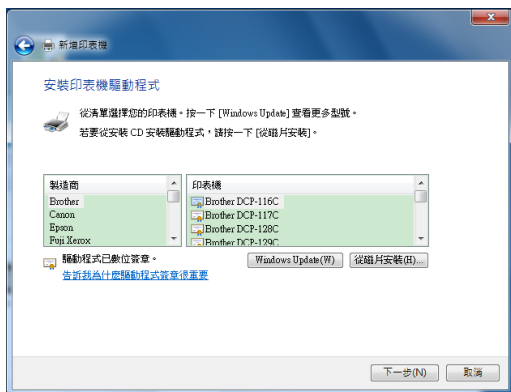 新增印表機
安裝印表機驅動程式
從清單選擇您的印表機。按一下 [Windows Update] 查看更多型號。
若要從安裝 CD 安裝驅動程式，請按一下 [從磁片安裝]。
製造商
Brother
Canon
Epson
Fuji Xerox
印表機
Brother DCP-116C
Brother DCP-117C
Brother DCP-128C
Brother DCP-129C
驅動程式已數位簽章。
告訴我為什麼驅動程式簽章很重要
Windows Update(W)
從磁片安裝(H)...
下一步(N)
取消